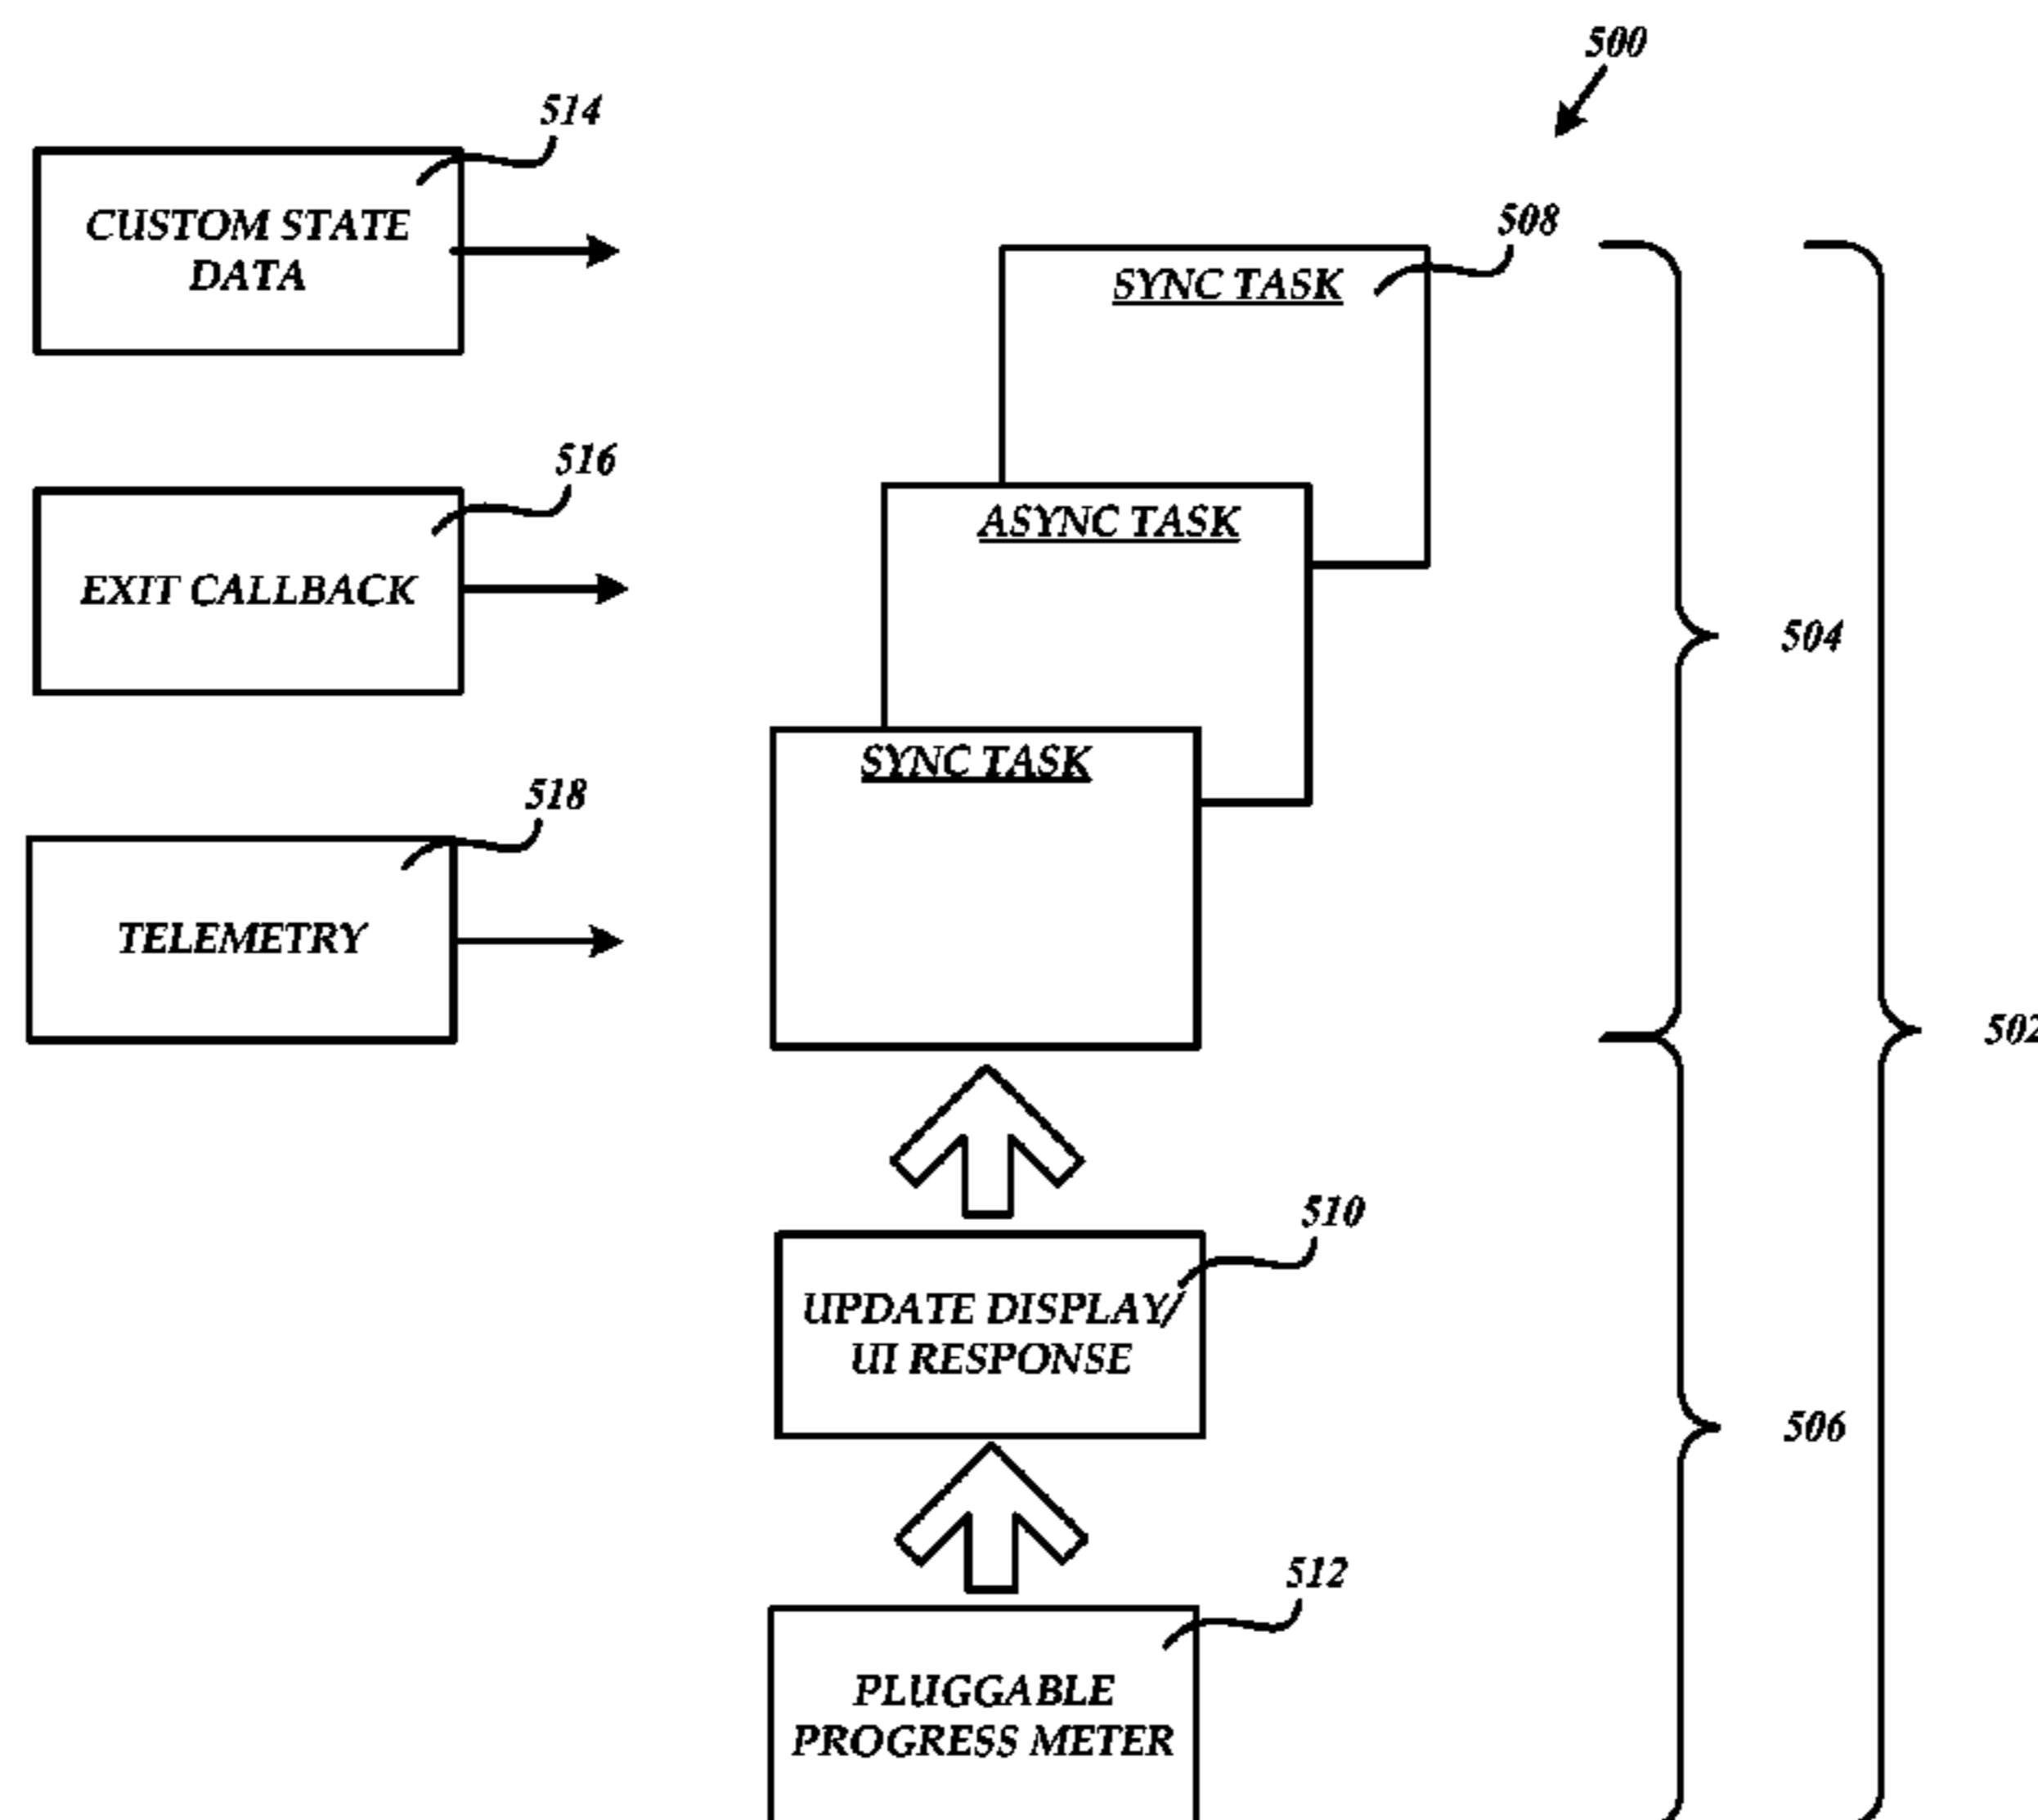 500
514
CUSTOM STATE
DATA
508
SYNC TASK
516
EXIT CALLBACK
ASYNC TASK
504
SYNC TASK
518
TELEMETRY
502
510
UPDATE DISPLAY/
UI RESPONSE
506
512
PLUGGABLE
PROGRESS METER